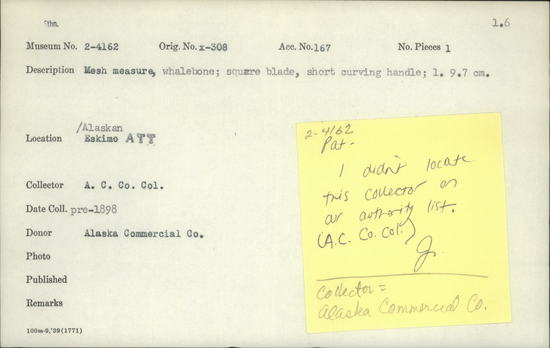 Ethn.
1.6
Museum No. 2-4162 Orig. No. x-308 Acc. No. 167 No. Pieces 1
Description Mesh measure, whalebone; square blade, short curving handle; l. 9.7 cm.
/Alaskan
Location Eskimo ATT
Collector A. C. Co. Col.
Date Coll. pre-1898
Donor Alaska Commercial Co.
Photo
Published
Remarks
100m-9,'39(1771)
2-4162
Pat-
I didn't locate
this collector on
our authority list.
(A.C. Co. Col.)
J.
Collector =
Alaska Commercial Co.